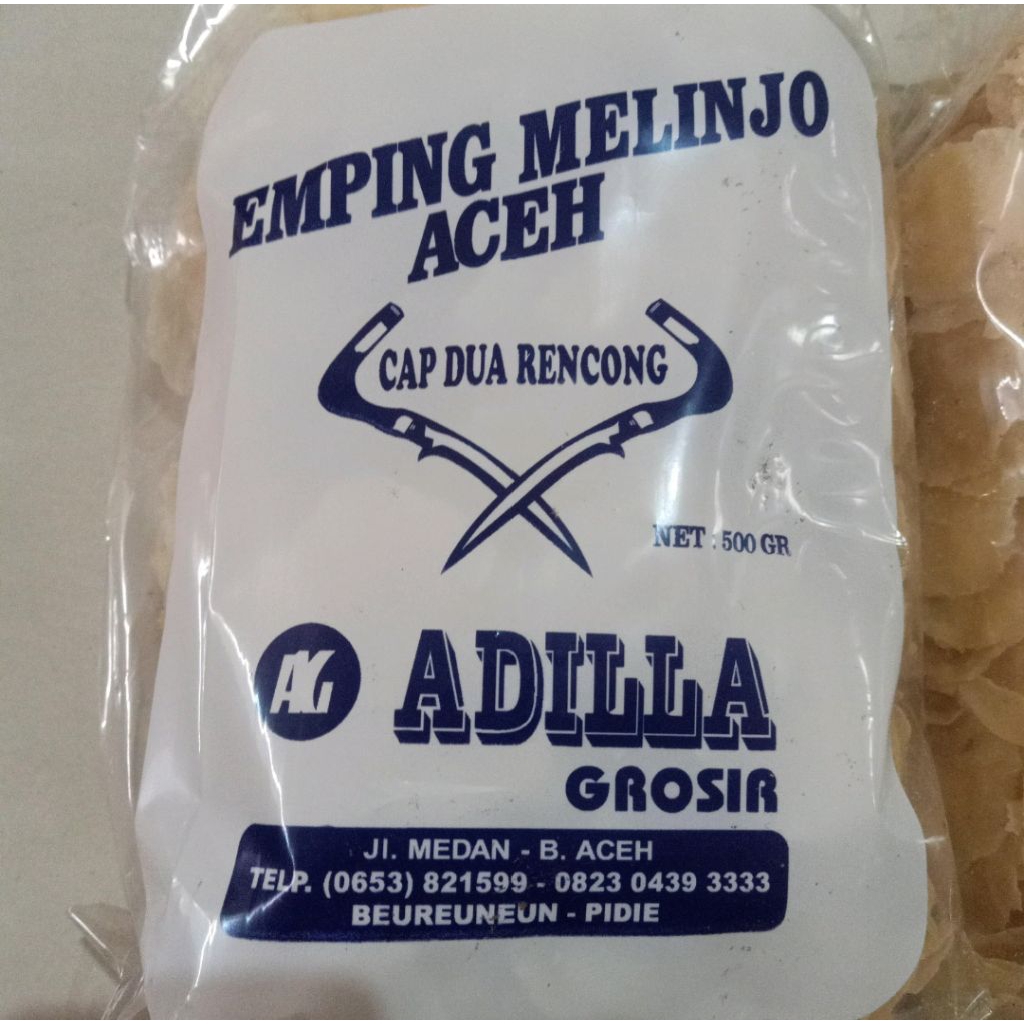 EMPING MELINJO
ACEH
CAP DUA RENCONG
NET : 500 GR
AG
ADILLA
GROSIR
Jl. MEDAN - B. ACEH
TELP. (0653) 821599 - 0823 0439 3333
BEUREUNEUN - PIDIE